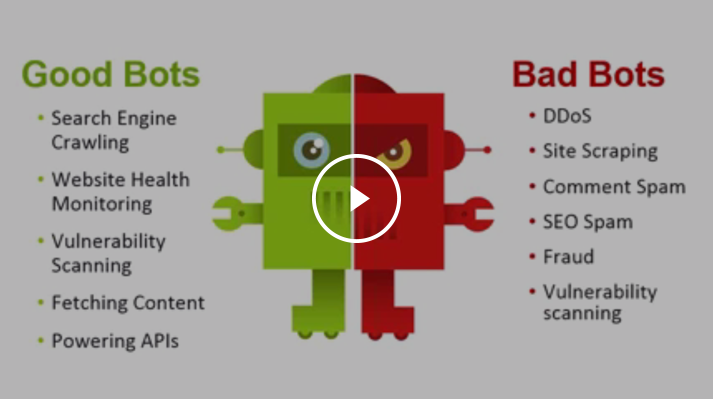 Good Bots
• Search Engine
Crawling
• Website Health
Monitoring
• Vulnerability
Scanning
• Fetching Content
• Powering APIs
Bad Bots
• DDoS
• Site Scraping
• Comment Spam
• SEO Spam
• Fraud
• Vulnerability
scanning